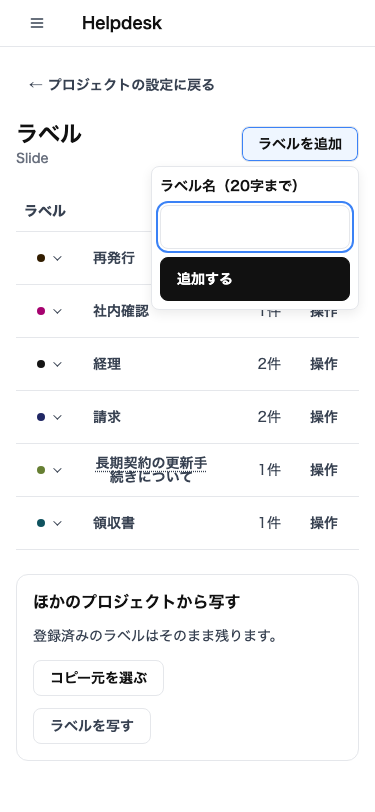 Helpdesk
← プロジェクトの設定に戻る
ラベル
Slide
ラベルを追加
ラベル名（20字まで）
追加する
ラベル
再発行
社内確認 1件 操作
経理 2件 操作
請求 2件 操作
長期契約の更新手
続きについて 1件 操作
領収書 1件 操作
ほかのプロジェクトから写す
登録済みのラベルはそのまま残ります。
コピー元を選ぶ
ラベルを写す